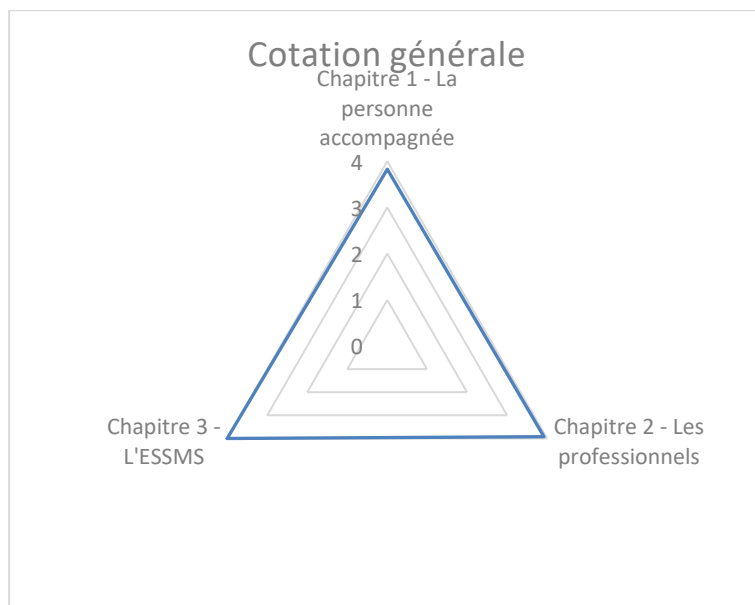 Cotation générale
Chapitre 1 - La
personne
accompagnée
4
3
2
1
0
Chapitre 3 -
L'ESSMS
Chapitre 2 - Les
professionnels